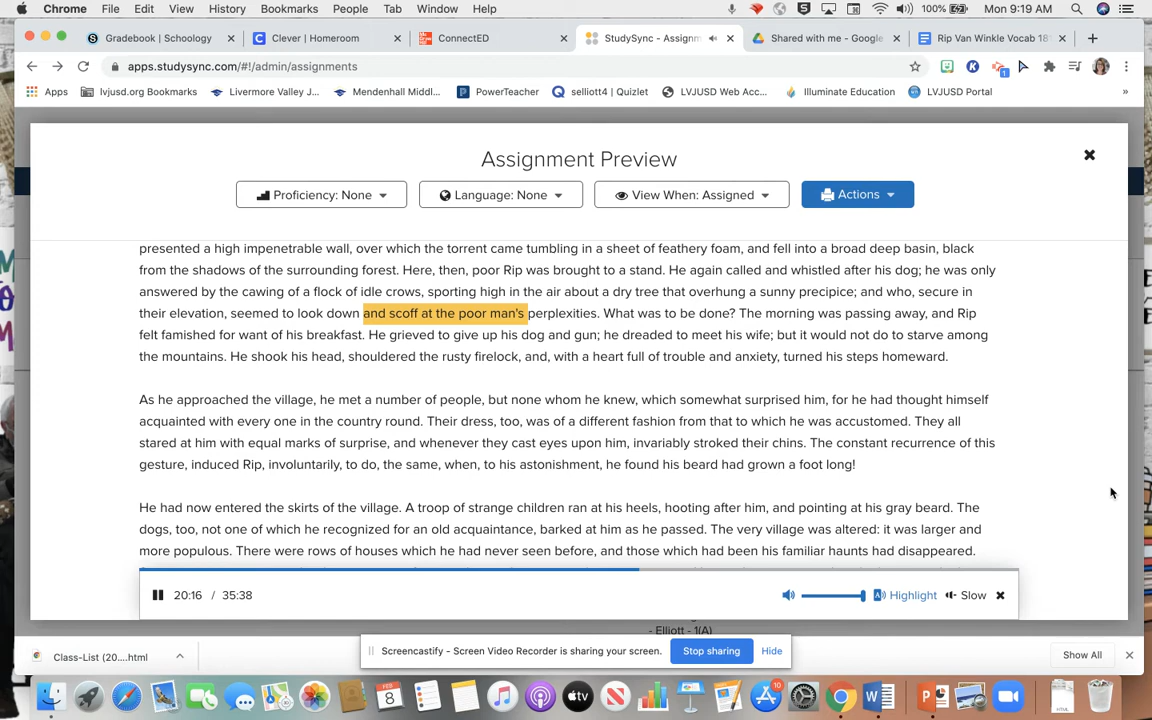 Chrome File Edit View History Bookmarks People Tab Window Help 100% Mon 9:19 AM
Gradebook | Schoology Clever | Homeroom ConnectED StudySync - Assignm Shared with me - Google Rip Van Winkle Vocab 18
apps.studysync.com/#!/admin/assignments
Apps lvjusd.org Bookmarks Livermore Valley J... Mendenhall Middl... PowerTeacher selliott4 | Quizlet LVJUSD Web Acc... Illuminate Education LVJUSD Portal »
Assignment Preview
Proficiency: None Language: None View When: Assigned Actions
presented a high impenetrable wall, over which the torrent came tumbling in a sheet of feathery foam, and fell into a broad deep basin, black
from the shadows of the surrounding forest. Here, then, poor Rip was brought to a stand. He again called and whistled after his dog; he was only
answered by the cawing of a flock of idle crows, sporting high in the air about a dry tree that overhung a sunny precipice; and who, secure in
their elevation, seemed to look down and scoff at the poor man's perplexities. What was to be done? The morning was passing away, and Rip
felt famished for want of his breakfast. He grieved to give up his dog and gun; he dreaded to meet his wife; but it would not do to starve among
the mountains. He shook his head, shouldered the rusty firelock, and, with a heart full of trouble and anxiety, turned his steps homeward.
As he approached the village, he met a number of people, but none whom he knew, which somewhat surprised him, for he had thought himself
acquainted with every one in the country round. Their dress, too, was of a different fashion from that to which he was accustomed. They all
stared at him with equal marks of surprise, and whenever they cast eyes upon him, invariably stroked their chins. The constant recurrence of this
gesture, induced Rip, involuntarily, to do, the same, when, to his astonishment, he found his beard had grown a foot long!
He had now entered the skirts of the village. A troop of strange children ran at his heels, hooting after him, and pointing at his gray beard. The
dogs, too, not one of which he recognized for an old acquaintance, barked at him as he passed. The very village was altered: it was larger and
more populous. There were rows of houses which he had never seen before, and those which had been his familiar haunts had disappeared.
20:16 / 35:38 Highlight Slow
- Elliott - 1(A)
Screencastify - Screen Video Recorder is sharing your screen. Stop sharing Hide
Class-List (20....html Show All
FEB 8 tv 10